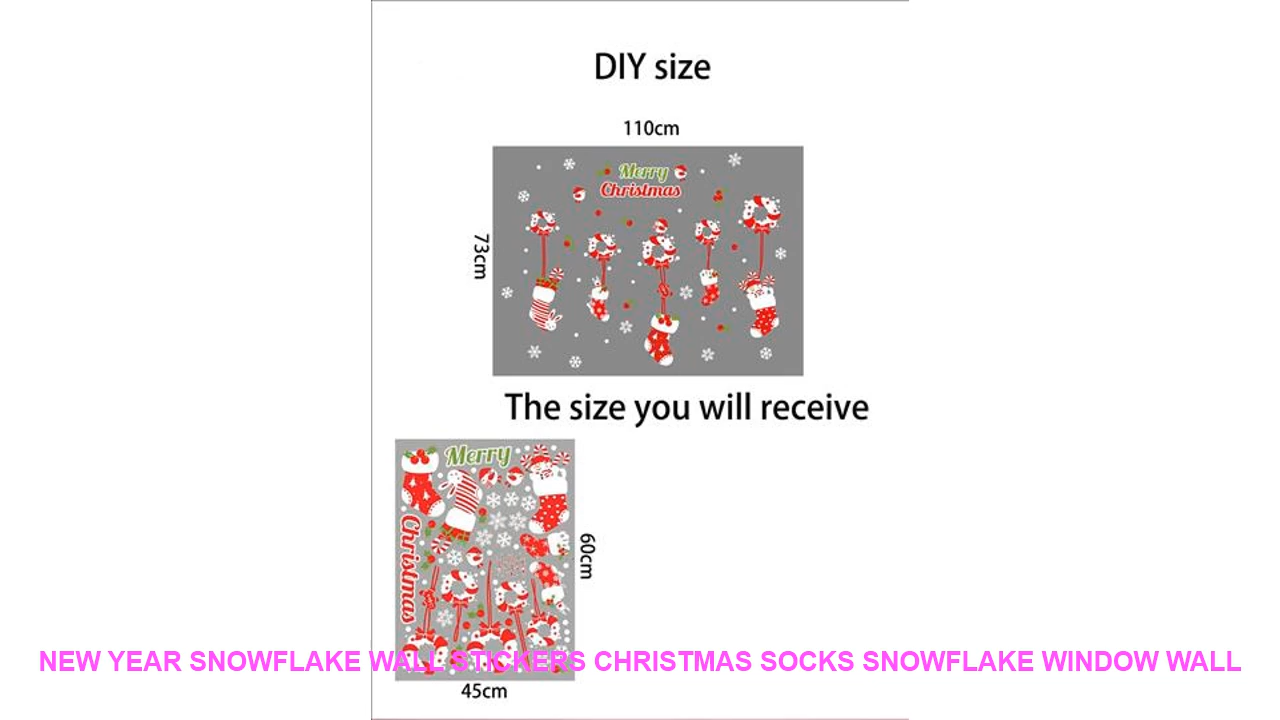 DIY size
110cm
Merry
Christmas
73cm
The size you will receive
Merry
Christmas
60cm
NEW YEAR SNOWFLAKE WALL STICKERS CHRISTMAS SOCKS SNOWFLAKE WINDOW WALL
45cm